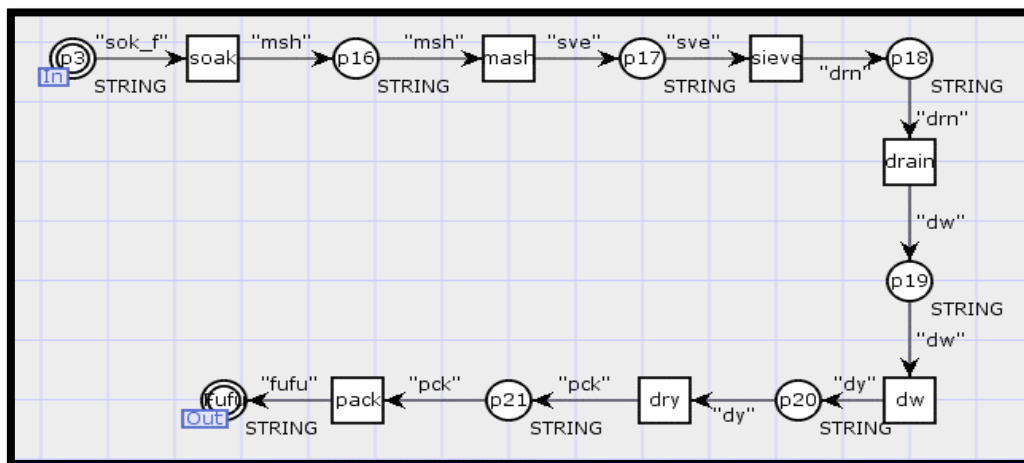 "sok_f" "msh" "msh" "sve" "sve"
p3 soak p16 mash p17 sieve p18
In STRING STRING STRING "drn" STRING
"drn"
drain
"dw"
p19
STRING
"dw"
"fufu" "pck" "pck" "dy"
fufu pack p21 dry p20 dw
Out STRING STRING "dy" STRING